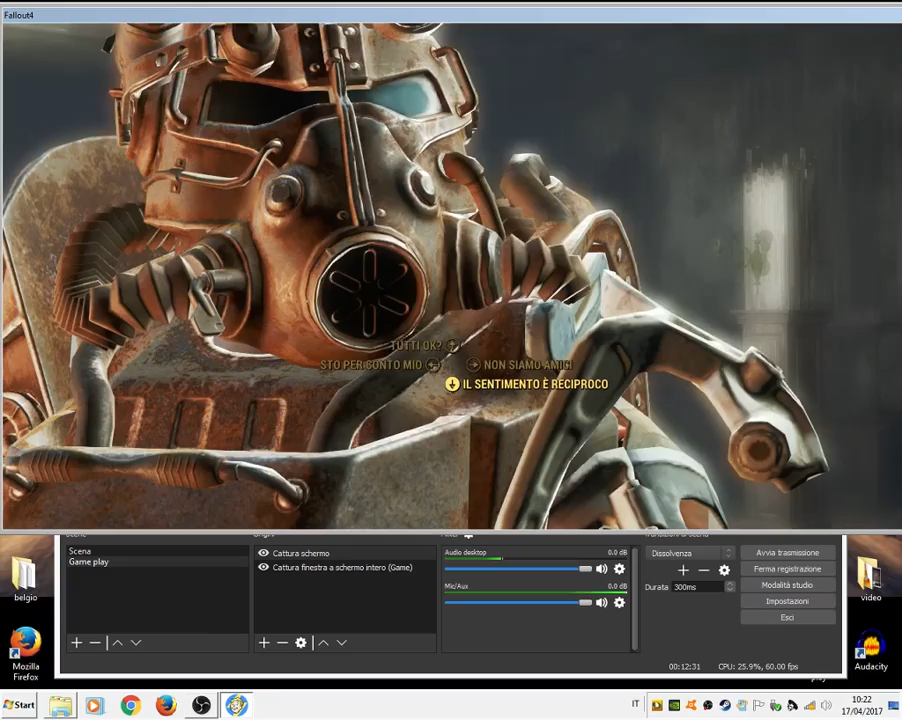 Fallout4
TUTTI OK?
STO PER CONTO MIO
NON SIAMO AMICI
IL SENTIMENTO È RECIPROCO
Scena
Game play
Cattura schermo
Cattura finestra a schermo intero (Game)
Audio desktop
0.0 dB
Mic/Aux
0.0 dB
Dissolvenza
Durata
300ms
Avvia trasmissione
Ferma registrazione
Modalità studio
Impostazioni
Esci
00:12:31
CPU: 25.9%, 60.00 fps
belgio
Mozilla
Firefox
video
Audacity
Start
IT
10:22
17/04/2017